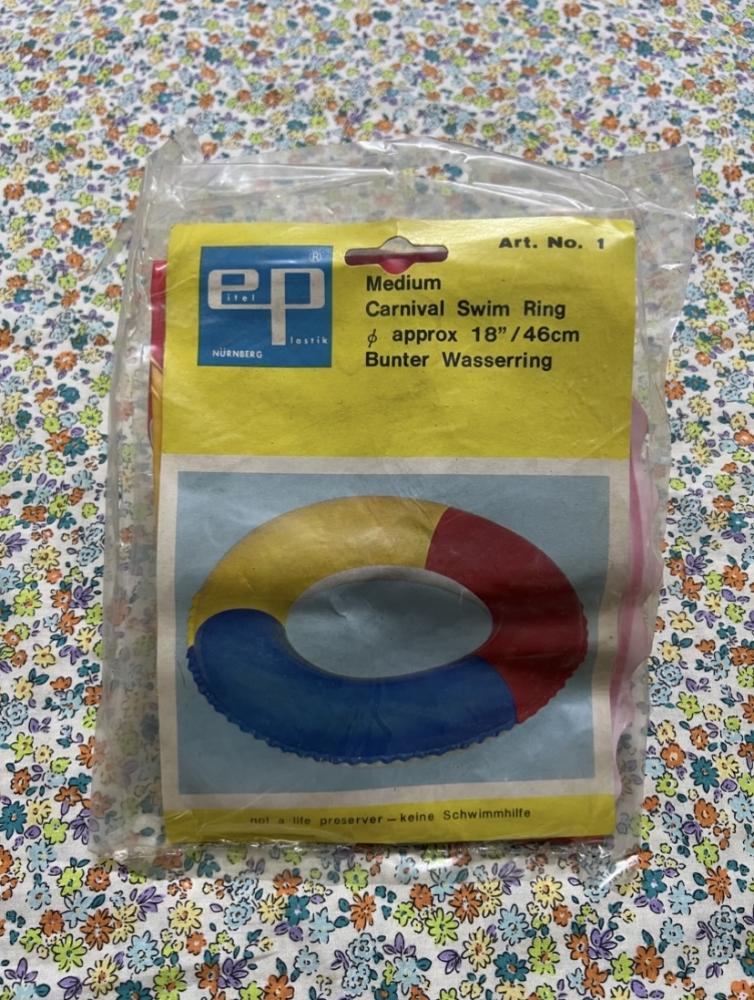 Art. No. 1
ep
®
itel
lastik
NÜRNBERG
Medium
Carnival Swim Ring
ϕ approx 18”/46cm
Bunter Wasserring
not a life preserver — keine Schwimmhilfe